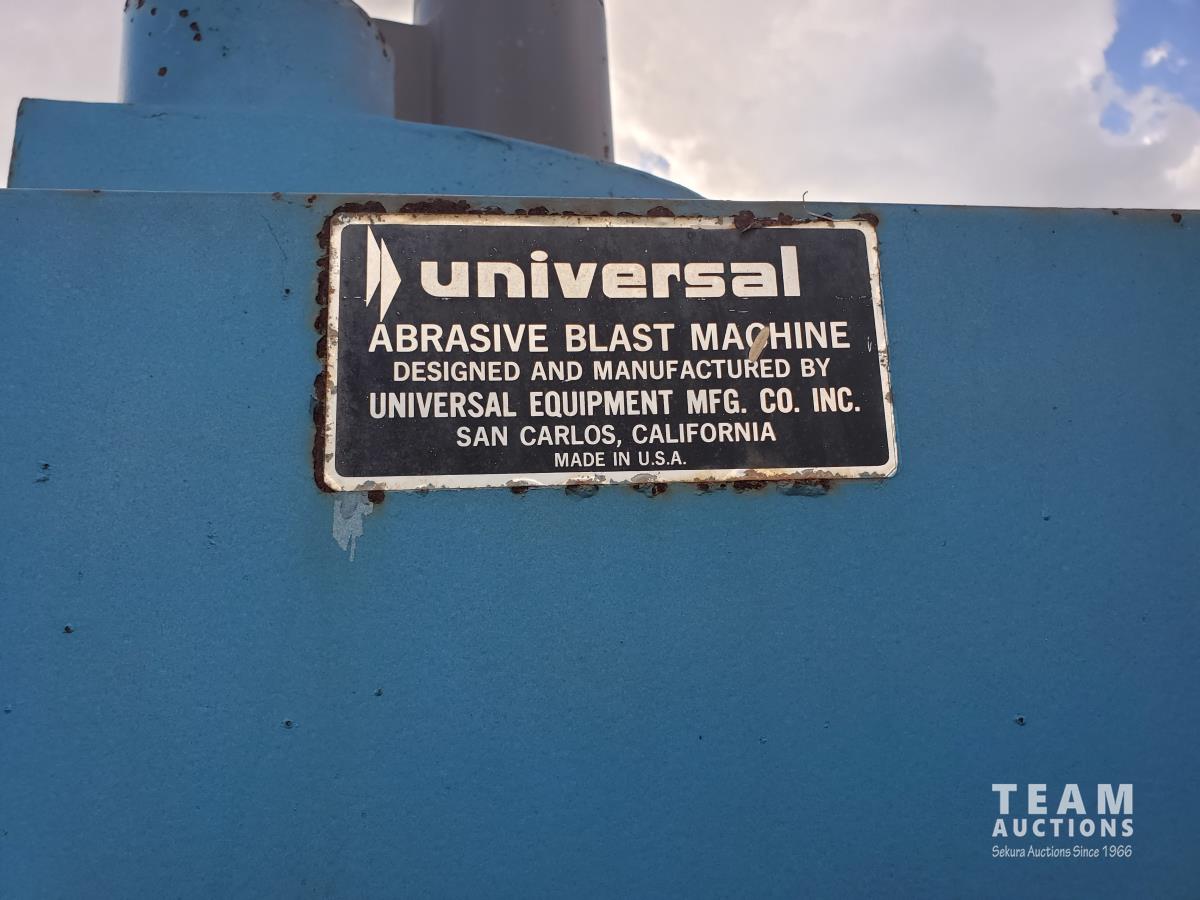 universal
ABRASIVE BLAST MACHINE
DESIGNED AND MANUFACTURED BY
UNIVERSAL EQUIPMENT MFG. CO. INC.
SAN CARLOS, CALIFORNIA
MADE IN U.S.A.
TEAM
AUCTIONS
Sekura Auctions Since 1966